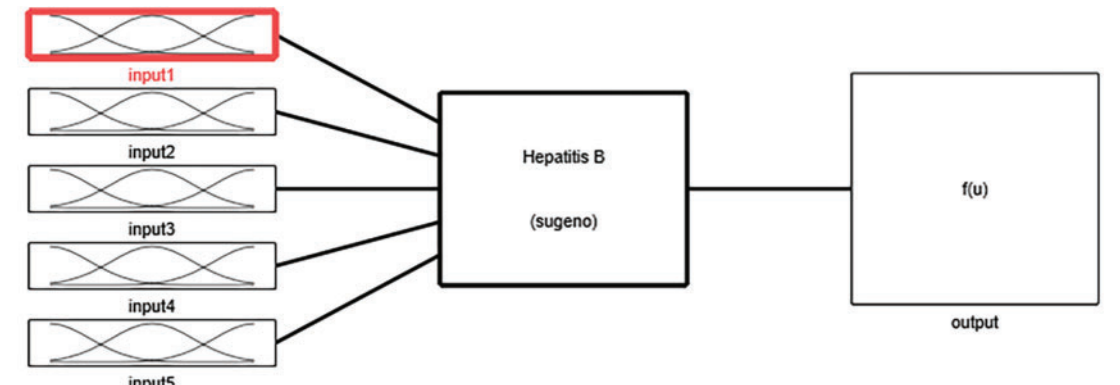 input1
input2
input3
input4
input5
Hepatitis B
(sugeno)
f(u)
output